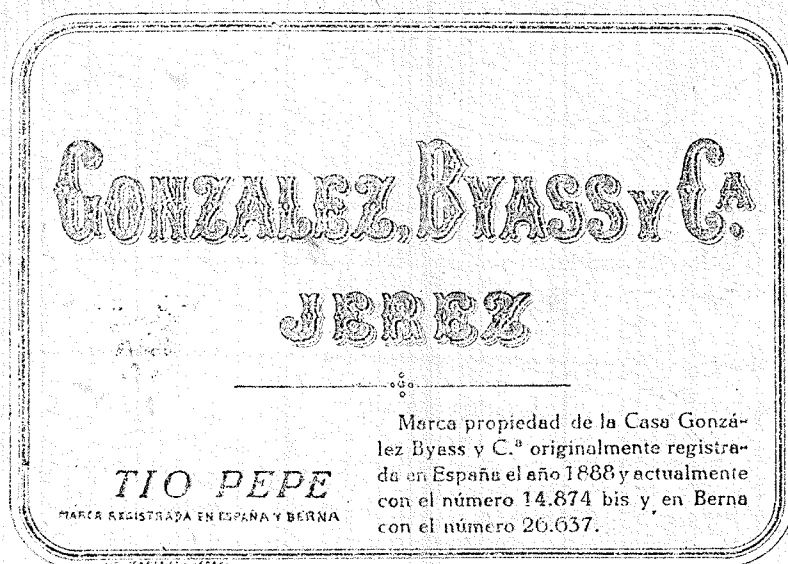 GONZALEZ, BYASS Y Cᴬ.
JEREZ
Marca propiedad de la Casa Gonzá-
lez Byass y C.ª originalmente registra-
da en España el año 1888 y actualmente
con el número 14.874 bis y en Berna
con el número 26.637.
TIO PEPE
MARCA REGISTRADA EN ESPAÑA Y BERNA